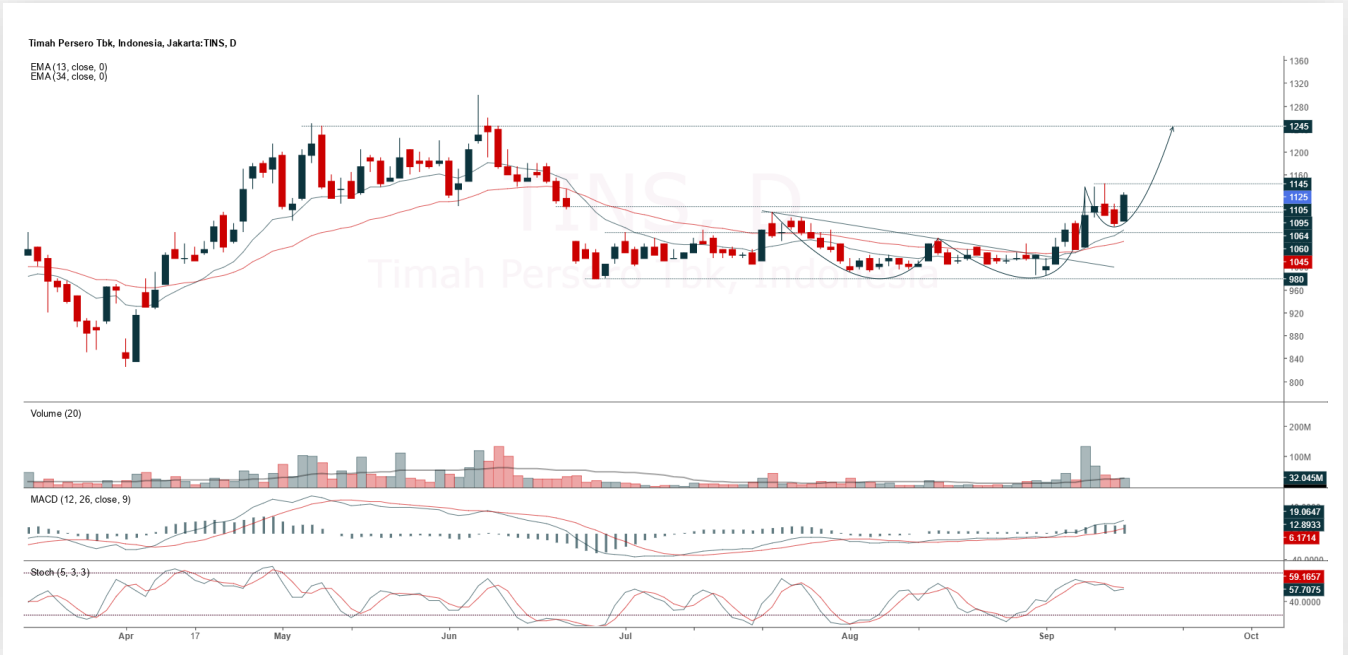 Timah Persero Tbk, Indonesia, Jakarta:TINS, D
EMA (13, close, 0)
EMA (34, close, 0)
TINS, D
Timah Persero Tbk, Indonesia
1360
1320
1280
1245
1200
1160
1145
1125
1105
1095
1064
1060
1045
980
960
920
880
840
800
Volume (20)
200M
100M
32.045M
MACD (12, 26, close, 9)
19.0647
12.8933
6.1714
-40.0000
Stoch (5, 3, 3)
59.1657
57.7075
40.0000
Apr 17 May Jun Jul Aug Sep Oct